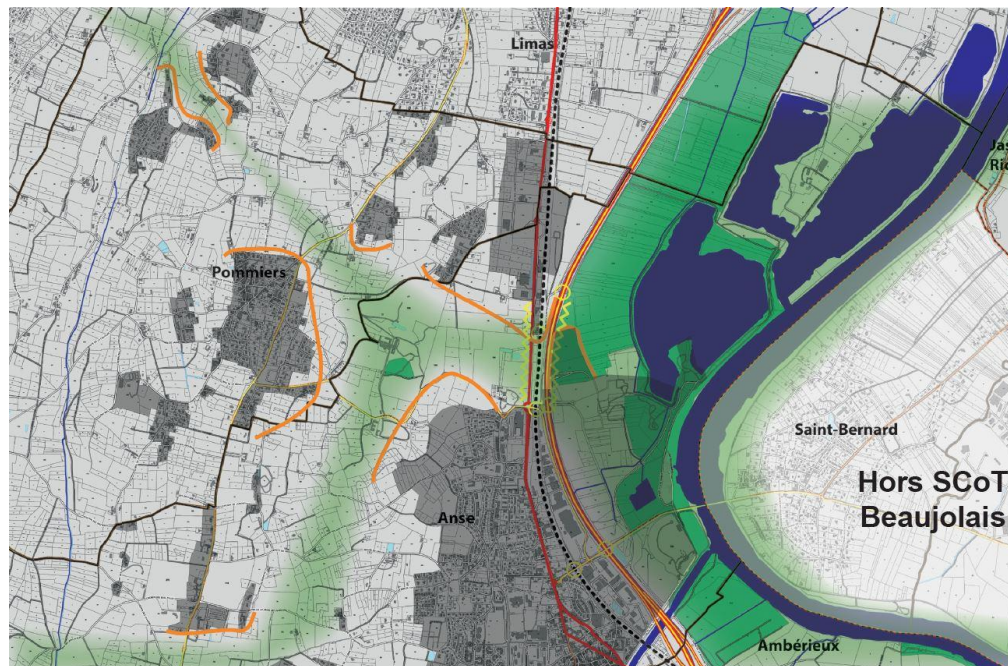 Limas
Pommiers
Saint-Bernard
Hors SCoT
Beaujolais
Anse
Ambérieux